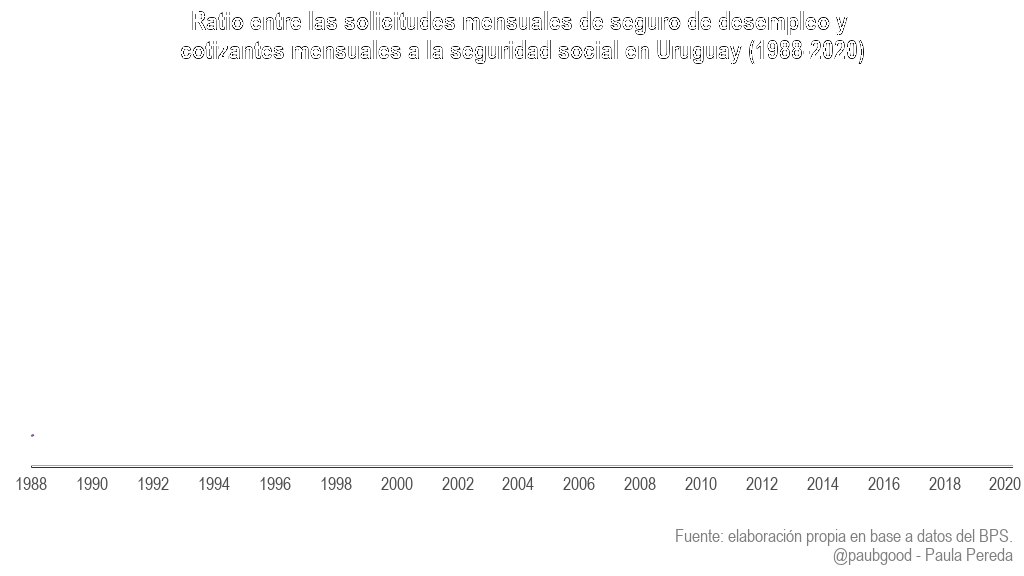 Ratio entre las solicitudes mensuales de seguro de desempleo y
cotizantes mensuales a la seguridad social en Uruguay (1988-2020)
1988 1990 1992 1994 1996 1998 2000 2002 2004 2006 2008 2010 2012 2014 2016 2018 2020
Fuente: elaboración propia en base a datos del BPS.
@paubgood - Paula Pereda